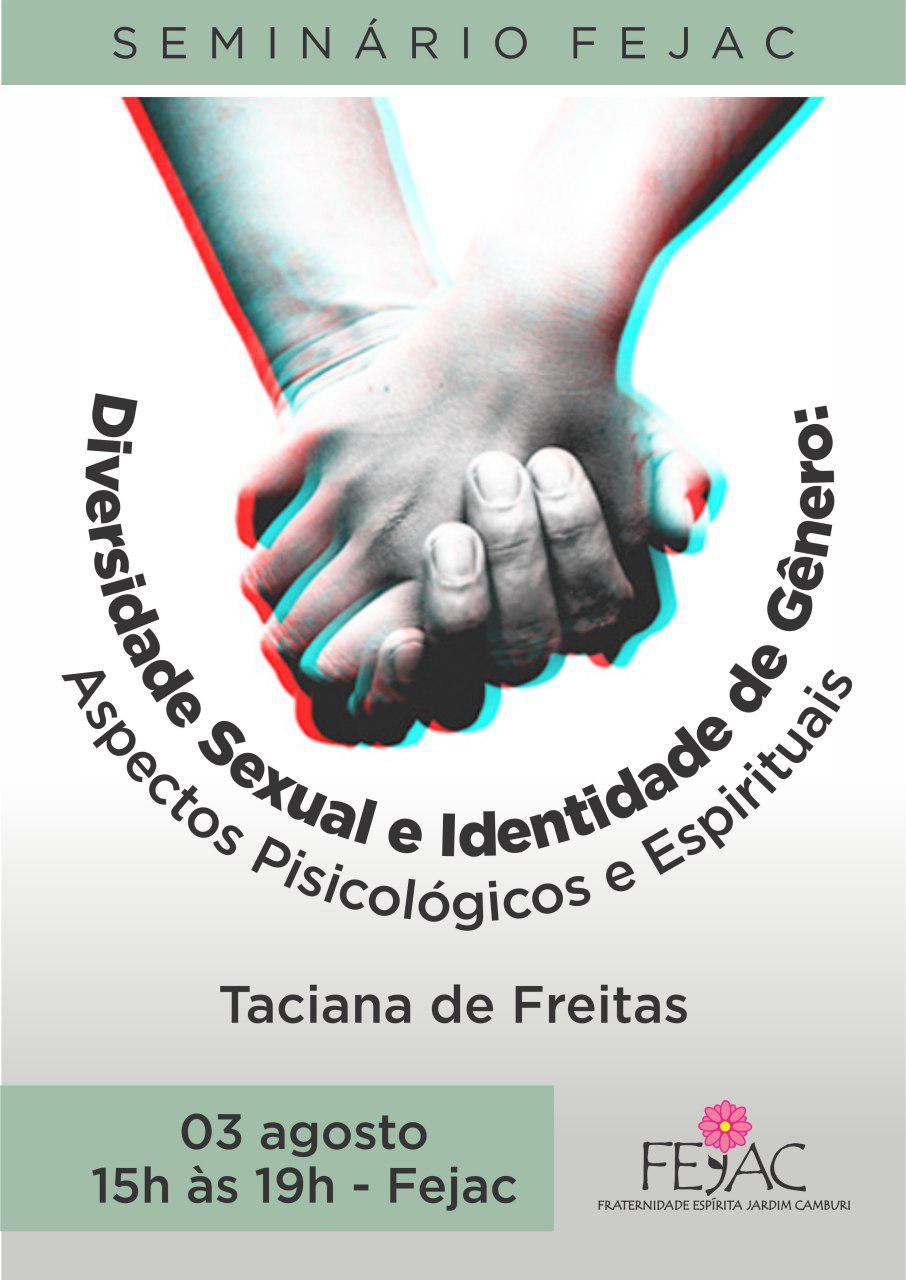 SEMINÁRIO FEJAC
Diversidade Sexual e Identidade de Gênero:
Aspectos Pisicológicos e Espirituais
Taciana de Freitas
03 agosto
15h às 19h - Fejac
FEJAC
FRATERNIDADE ESPÍRITA JARDIM CAMBURI